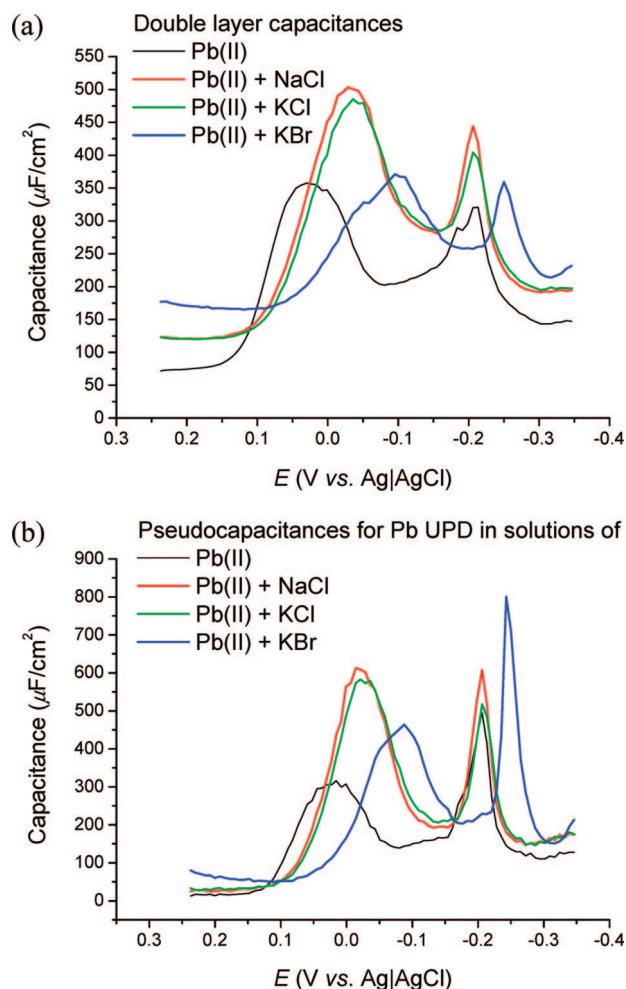 (a)
Double layer capacitances
Pb(II)
Pb(II) + NaCl
Pb(II) + KCl
Pb(II) + KBr
550
500
450
400
350
300
250
200
150
100
50
0
Capacitance (μF/cm²)
0.3 0.2 0.1 0.0 -0.1 -0.2 -0.3 -0.4
E (V vs. Ag|AgCl)
(b)
Pseudocapacitances for Pb UPD in solutions of
Pb(II)
Pb(II) + NaCl
Pb(II) + KCl
Pb(II) + KBr
900
800
700
600
500
400
300
200
100
0
Capacitance (μF/cm²)
0.3 0.2 0.1 0.0 -0.1 -0.2 -0.3 -0.4
E (V vs. Ag|AgCl)